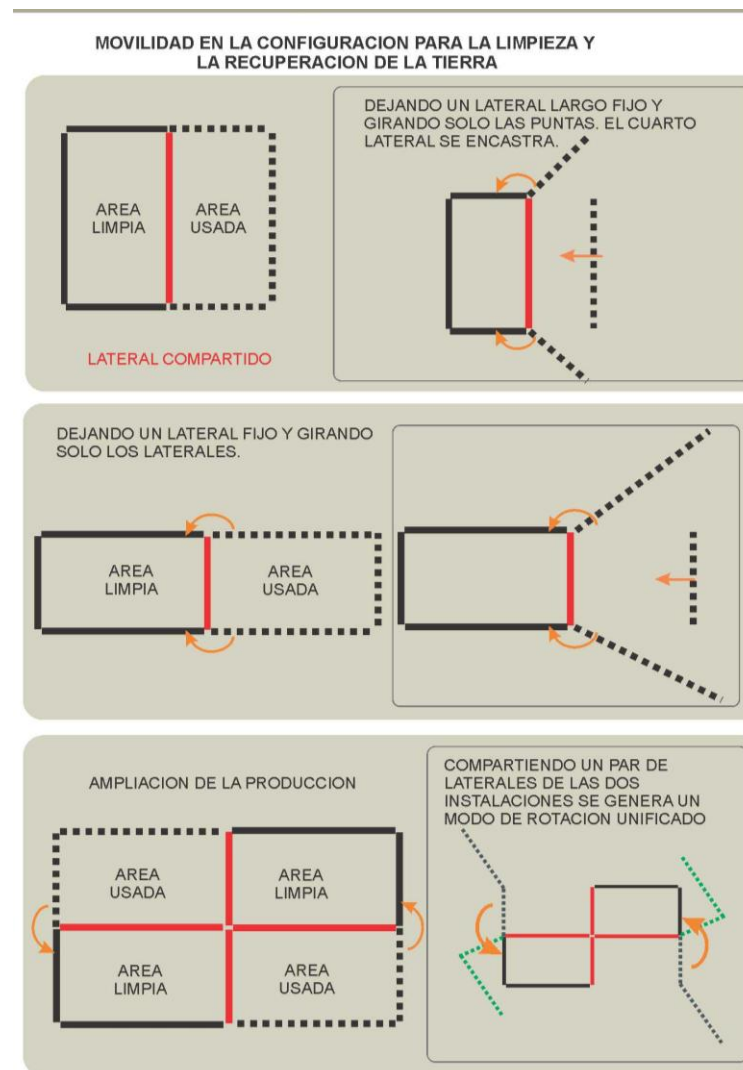 MOVILIDAD EN LA CONFIGURACION PARA LA LIMPIEZA Y
LA RECUPERACION DE LA TIERRA
AREA
LIMPIA
AREA
USADA
LATERAL COMPARTIDO
DEJANDO UN LATERAL LARGO FIJO Y
GIRANDO SOLO LAS PUNTAS. EL CUARTO
LATERAL SE ENCASTRA.
DEJANDO UN LATERAL FIJO Y GIRANDO
SOLO LOS LATERALES.
AREA
LIMPIA
AREA
USADA
AMPLIACION DE LA PRODUCCION
AREA
USADA
AREA
LIMPIA
AREA
LIMPIA
AREA
USADA
COMPARTIENDO UN PAR DE
LATERALES DE LAS DOS
INSTALACIONES SE GENERA UN
MODO DE ROTACION UNIFICADO